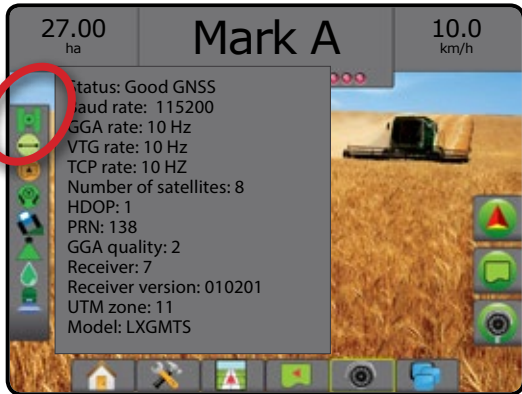 27.00
ha
Mark A
10.0
km/h
Status: Good GNSS
Baud rate: 115200
GGA rate: 10 Hz
VTG rate: 10 Hz
TCP rate: 10 HZ
Number of satellites: 8
HDOP: 1
PRN: 138
GGA quality: 2
Receiver: 7
Receiver version: 010201
UTM zone: 11
Model: LXGMTS